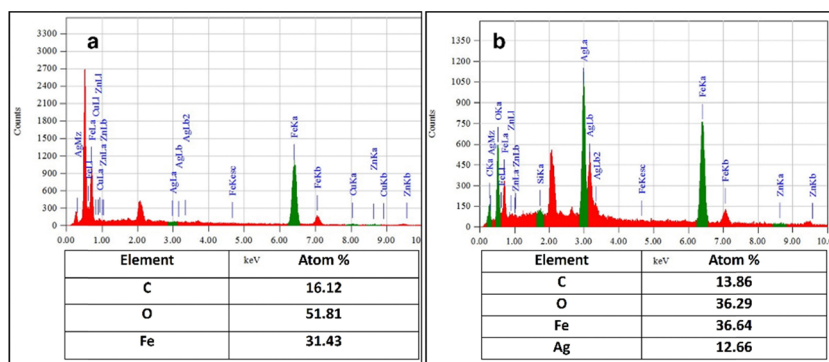 a
Counts
3300
3000
2700
2400
2100
1800
1500
1200
900
600
300
0
AgMz
FeLl
FeLa
CuLl
ZnLl
CuLa
ZnLa
ZnLb
AgLa
AgLb
AgLb2
FeKesc
FeKa
FeKb
CuKa
ZnKa
CuKb
ZnKb
0.00 1.00 2.00 3.00 4.00 5.00 6.00 7.00 8.00 9.00 10
keV
Element Atom %
C 16.12
O 51.81
Fe 31.43
b
Counts
1350
1200
1050
900
750
600
450
300
150
0
CKa
AgMz
OKa
FeLl
FeLa
ZnLl
ZnLa
ZnLb
SiKa
AgLa
AgLb
AgLb2
FeKesc
FeKa
FeKb
ZnKa
ZnKb
0.00 1.00 2.00 3.00 4.00 5.00 6.00 7.00 8.00 9.00 10.0
keV
Element Atom %
C 13.86
O 36.29
Fe 36.64
Ag 12.66